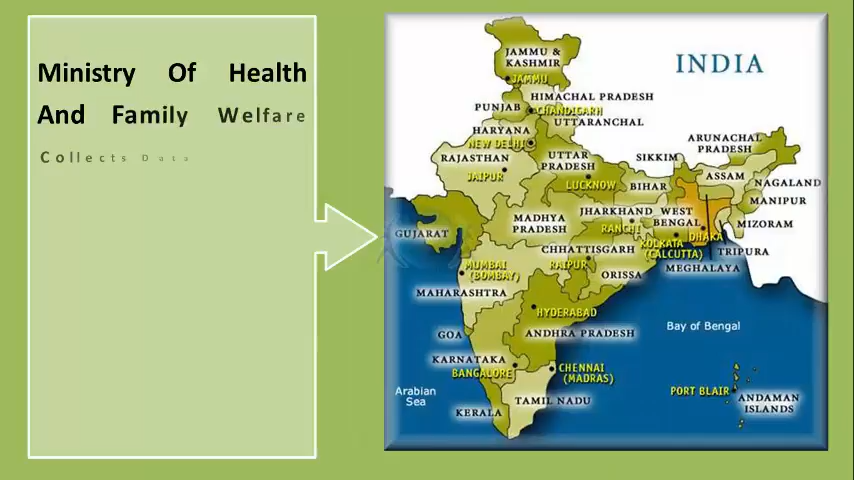 Ministry Of Health
And Family Welfare
Collects Data
INDIA
JAMMU &
KASHMIR
JAMMU
HIMACHAL PRADESH
PUNJAB
CHANDIGARH
UTTARANCHAL
HARYANA
NEW DELHI
ARUNACHAL
PRADESH
RAJASTHAN
UTTAR
PRADESH
SIKKIM
JAIPUR
LUCKNOW
BIHAR
ASSAM
NAGALAND
MANIPUR
JHARKHAND
WEST
BENGAL
MADHYA
PRADESH
RANCHI
MIZORAM
GUJARAT
DHAKA
KOLKATA
(CALCUTTA)
CHHATTISGARH
TRIPURA
MUMBAI
(BOMBAY)
RAIPUR
ORISSA
MEGHALAYA
MAHARASHTRA
HYDERABAD
Bay of Bengal
GOA
ANDHRA PRADESH
KARNATAKA
BANGALORE
CHENNAI
(MADRAS)
Arabian
Sea
PORT BLAIR
ANDAMAN
ISLANDS
TAMIL NADU
KERALA